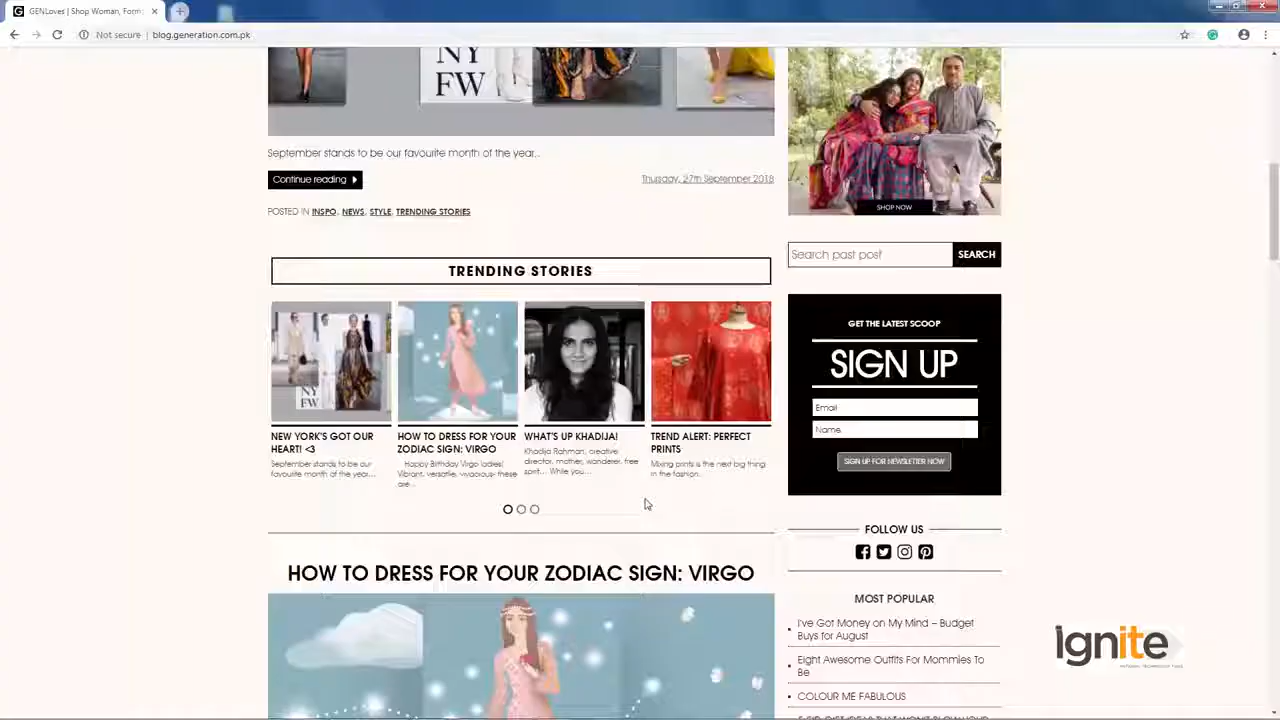 GENLoves | Shop Woman, Form
Not secure | blog.generation.com.pk
NY
FW
September stands to be our favourite month of the year...
Continue reading
Thursday, 27th September 2018
POSTED IN INSPO, NEWS, STYLE, TRENDING STORIES
TRENDING STORIES
NY
FW
NEW YORK'S GOT OUR
HEART! <3
September stands to be our
favourite month of the year...
HOW TO DRESS FOR YOUR
ZODIAC SIGN: VIRGO
Happy Birthday Virgo ladies!
Vibrant, versatile, vivacious- these
are...
WHAT'S UP KHADIJA!
Khadija Rahman, creative
director, mother, wanderer, free
spirit... While you...
TREND ALERT: PERFECT
PRINTS
Mixing prints is the next big thing
in the fashion...
HOW TO DRESS FOR YOUR ZODIAC SIGN: VIRGO
SHOP NOW
Search past post
SEARCH
GET THE LATEST SCOOP
SIGN UP
Email
Name
SIGN UP FOR NEWSLETTER NOW
FOLLOW US
MOST POPULAR
I've Got Money on My Mind – Budget
Buys for August
Eight Awesome Outfits For Mommies To
Be
COLOUR ME FABULOUS
Ignite